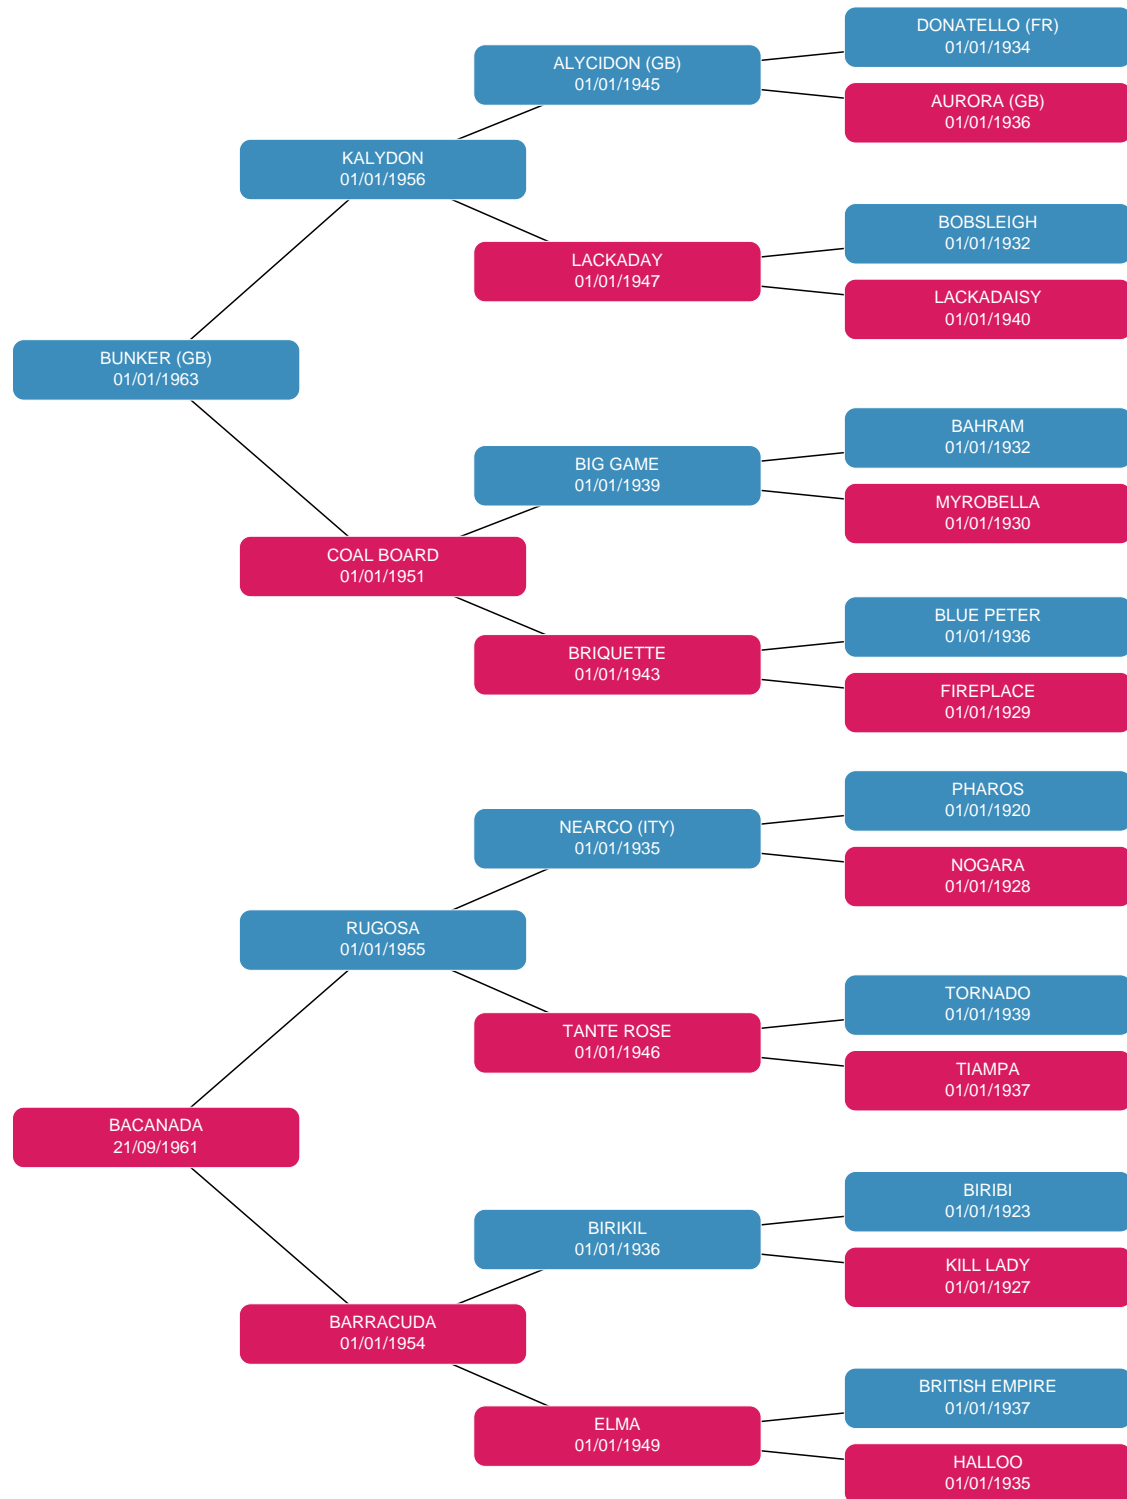 DONATELLO (FR)
01/01/1934
ALYCIDON (GB)
01/01/1945
AURORA (GB)
01/01/1936
KALYDON
01/01/1956
BOBSLEIGH
01/01/1932
LACKADAY
01/01/1947
LACKADAISY
01/01/1940
BUNKER (GB)
01/01/1963
BAHRAM
01/01/1932
BIG GAME
01/01/1939
MYROBELLA
01/01/1930
COAL BOARD
01/01/1951
BLUE PETER
01/01/1936
BRIQUETTE
01/01/1943
FIREPLACE
01/01/1929
PHAROS
01/01/1920
NEARCO (ITY)
01/01/1935
NOGARA
01/01/1928
RUGOSA
01/01/1955
TORNADO
01/01/1939
TANTE ROSE
01/01/1946
TIAMPA
01/01/1937
BACANADA
21/09/1961
BIRIBI
01/01/1923
BIRIKIL
01/01/1936
KILL LADY
01/01/1927
BARRACUDA
01/01/1954
BRITISH EMPIRE
01/01/1937
ELMA
01/01/1949
HALLOO
01/01/1935